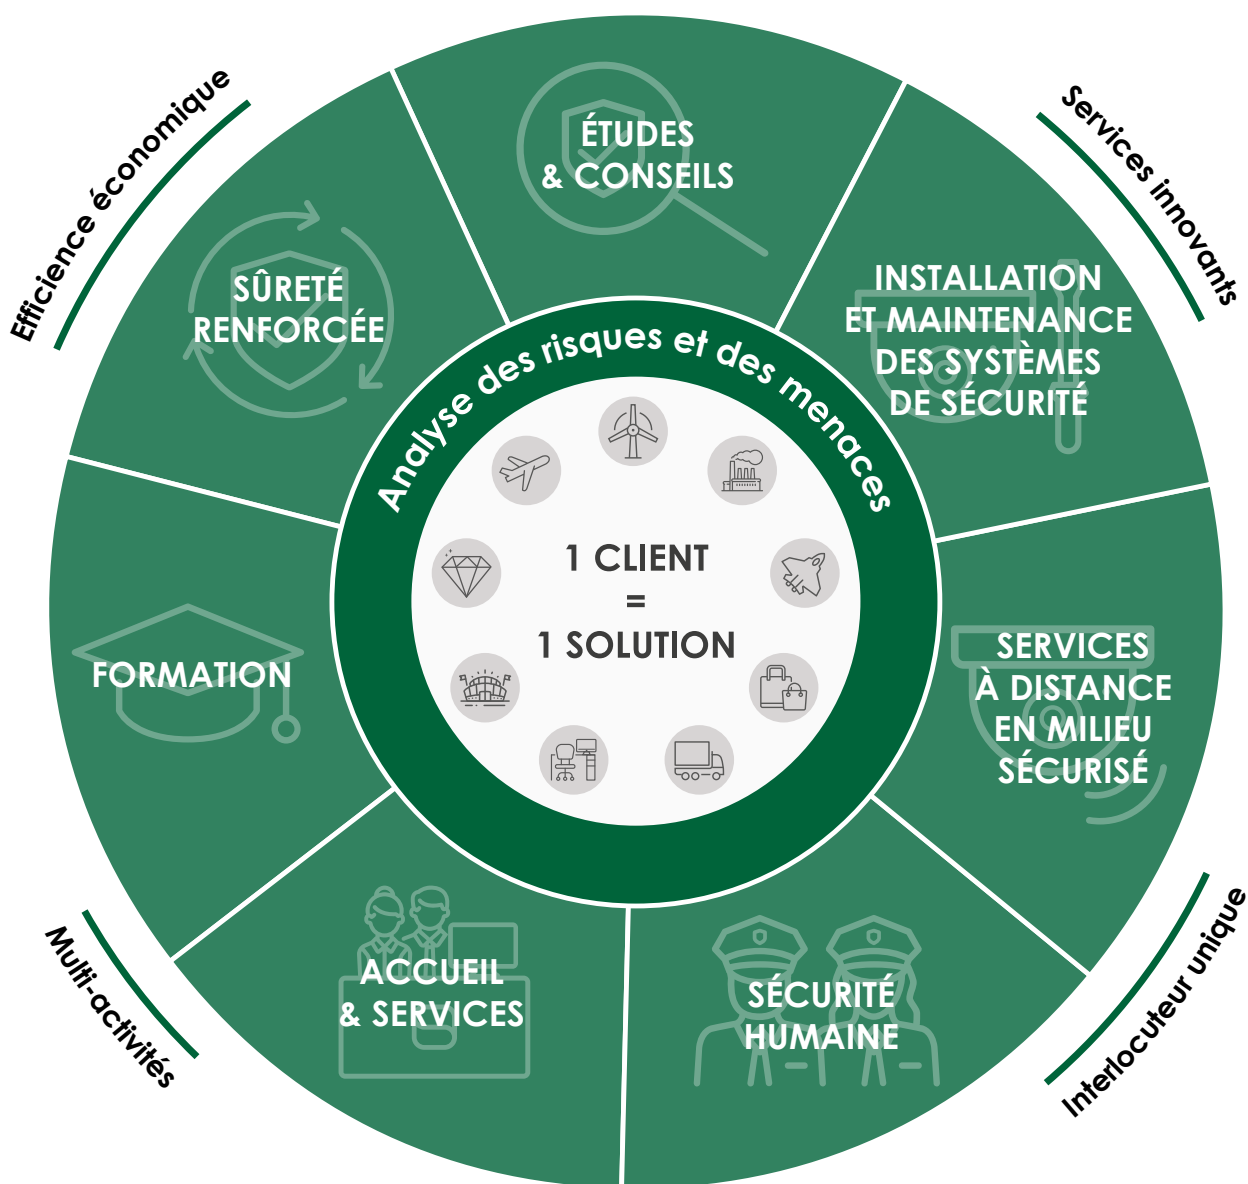 Efficience économique
Services innovants
ÉTUDES
& CONSEILS
SÛRETÉ
RENFORCÉE
INSTALLATION
ET MAINTENANCE
DES SYSTÈMES
DE SÉCURITÉ
Analyse des risques et des menaces
1 CLIENT
=
1 SOLUTION
FORMATION
SERVICES
À DISTANCE
EN MILIEU
SÉCURISÉ
ACCUEIL
& SERVICES
SÉCURITÉ
HUMAINE
Multi-activités
Interlocuteur unique